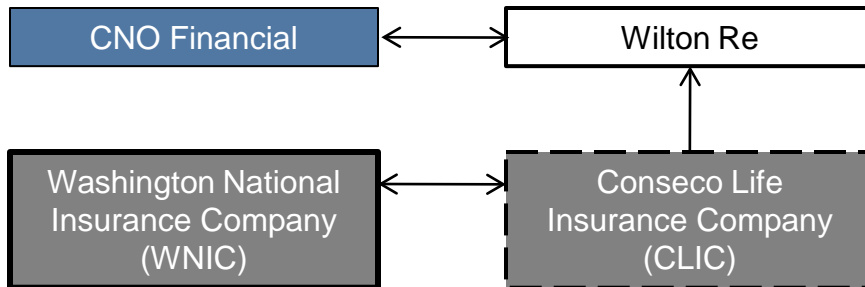 CNO Financial
Wilton Re
Washington National
Insurance Company
(WNIC)
Conseco Life
Insurance Company
(CLIC)